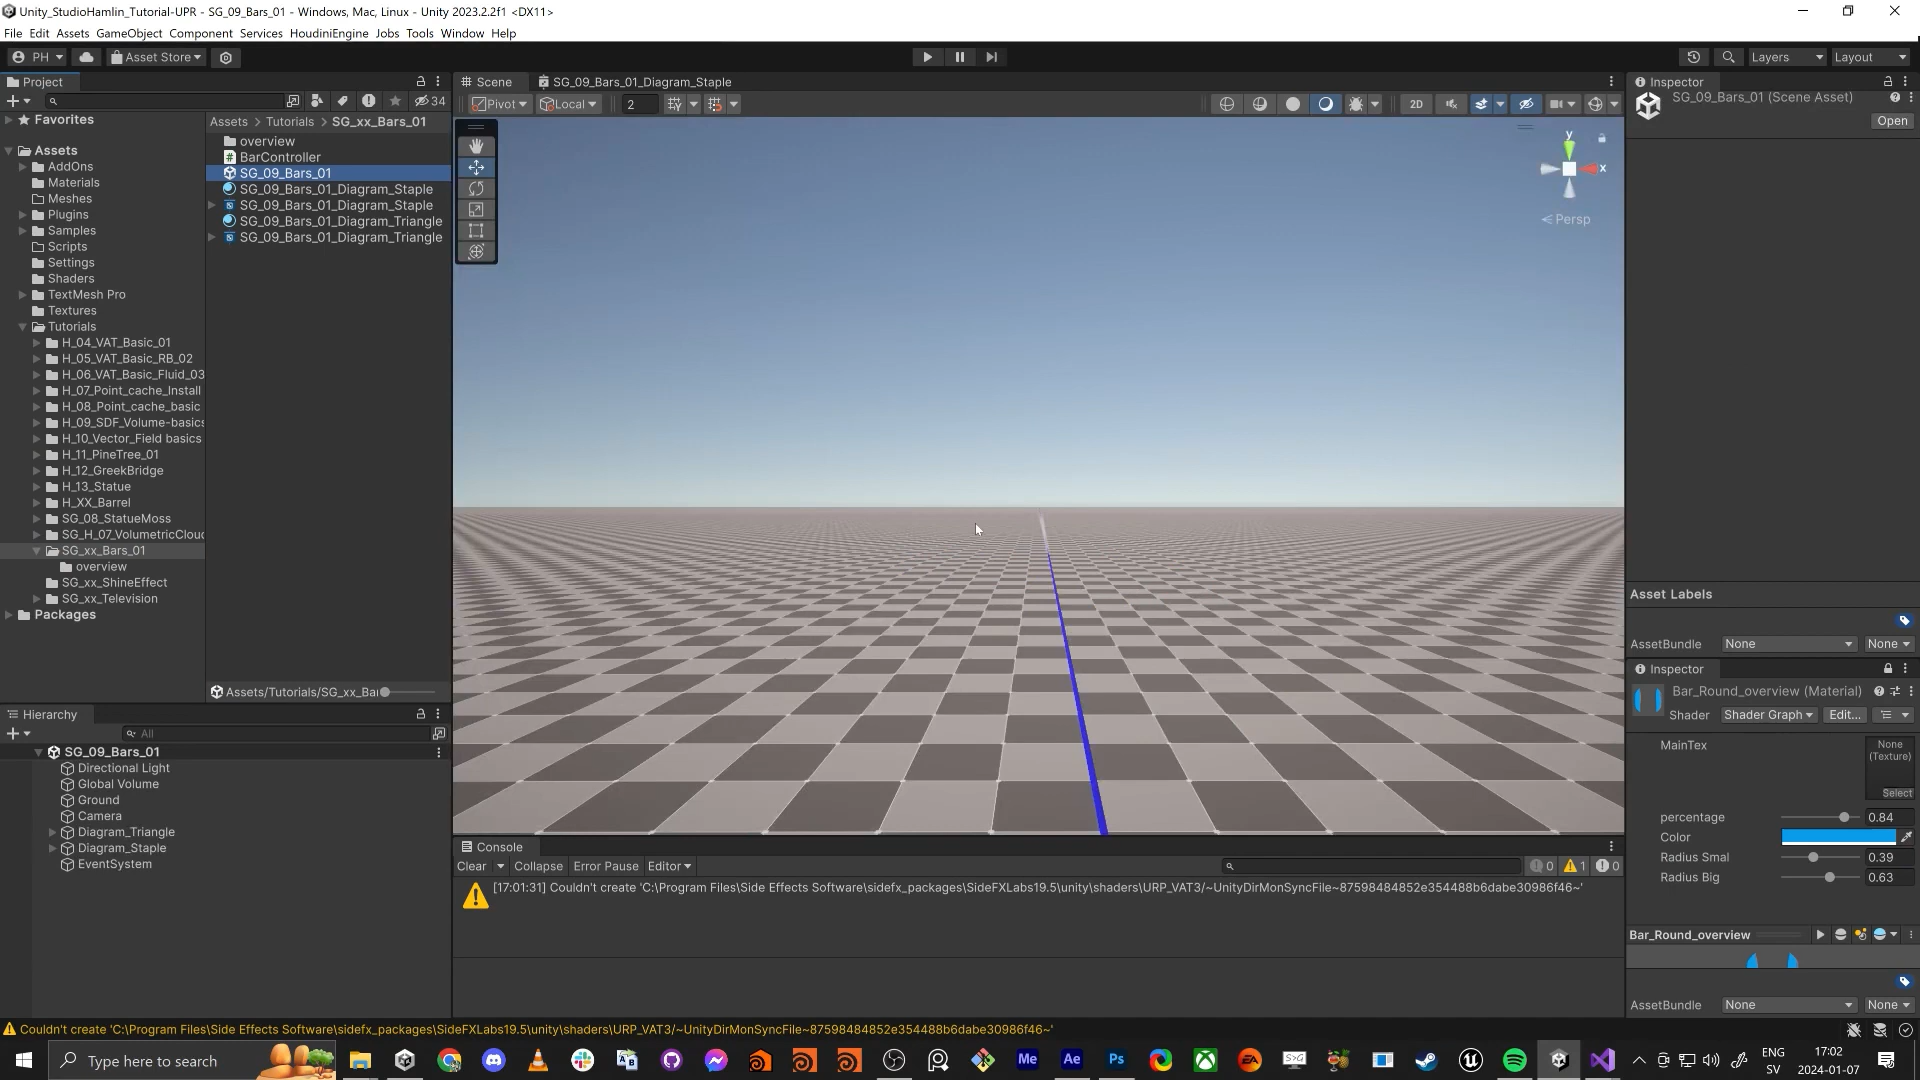 Unity_StudioHamlin_Tutorial-UPR - SG_09_Bars_01 - Windows, Mac, Linux - Unity 2023.2.2f1 <DX11>
File Edit Assets GameObject Component Services HoudiniEngine Jobs Tools Window Help
PH Asset Store Layers Layout
Project
34
Favorites
Assets
AddOns
Materials
Meshes
Plugins
Samples
Scripts
Settings
Shaders
TextMesh Pro
Textures
Tutorials
H_04_VAT_Basic_01
H_05_VAT_Basic_RB_02
H_06_VAT_Basic_Fluid_03
H_07_Point_cache_Install
H_08_Point_cache_basic
H_09_SDF_Volume-basics
H_10_Vector_Field basics
H_11_PineTree_01
H_12_GreekBridge
H_13_Statue
H_XX_Barrel
SG_08_StatueMoss
SG_H_07_VolumetricCloud
SG_xx_Bars_01
overview
SG_xx_ShineEffect
SG_xx_Television
Packages
Assets > Tutorials > SG_xx_Bars_01
overview
BarController
SG_09_Bars_01
SG_09_Bars_01_Diagram_Staple
SG_09_Bars_01_Diagram_Staple
SG_09_Bars_01_Diagram_Triangle
SG_09_Bars_01_Diagram_Triangle
Assets/Tutorials/SG_xx_Bar
Hierarchy
All
SG_09_Bars_01
Directional Light
Global Volume
Ground
Camera
Diagram_Triangle
Diagram_Staple
EventSystem
Scene SG_09_Bars_01_Diagram_Staple
Pivot Local 2 2D
y
x
< Persp
Console
Clear Collapse Error Pause Editor 0 1 0
[17:01:31] Couldn't create 'C:\Program Files\Side Effects Software\sidefx_packages\SideFXLabs19.5\unity\shaders\URP_VAT3/~UnityDirMonSyncFile~87598484852e354488b6dabe30986f46~'
Inspector
SG_09_Bars_01 (Scene Asset)
Open
Asset Labels
AssetBundle None None
Inspector
Bar_Round_overview (Material)
Shader Shader Graph Edit...
MainTex
None
(Texture)
Select
percentage 0.84
Color
Radius Smal 0.39
Radius Big 0.63
Bar_Round_overview
AssetBundle None None
Couldn't create 'C:\Program Files\Side Effects Software\sidefx_packages\SideFXLabs19.5\unity\shaders\URP_VAT3/~UnityDirMonSyncFile~87598484852e354488b6dabe30986f46~'
Type here to search
Me
Ae
Ps
EA
S>G
ENG
SV
17:02
2024-01-07